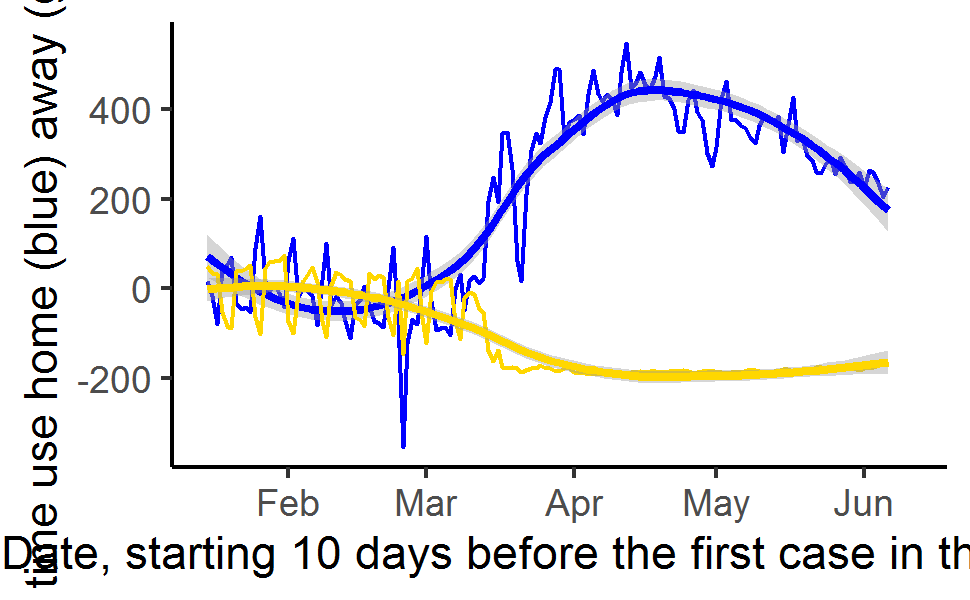 time use home (blue) away (
400
200
0
-200
Feb Mar Apr May Jun
Date, starting 10 days before the first case in th